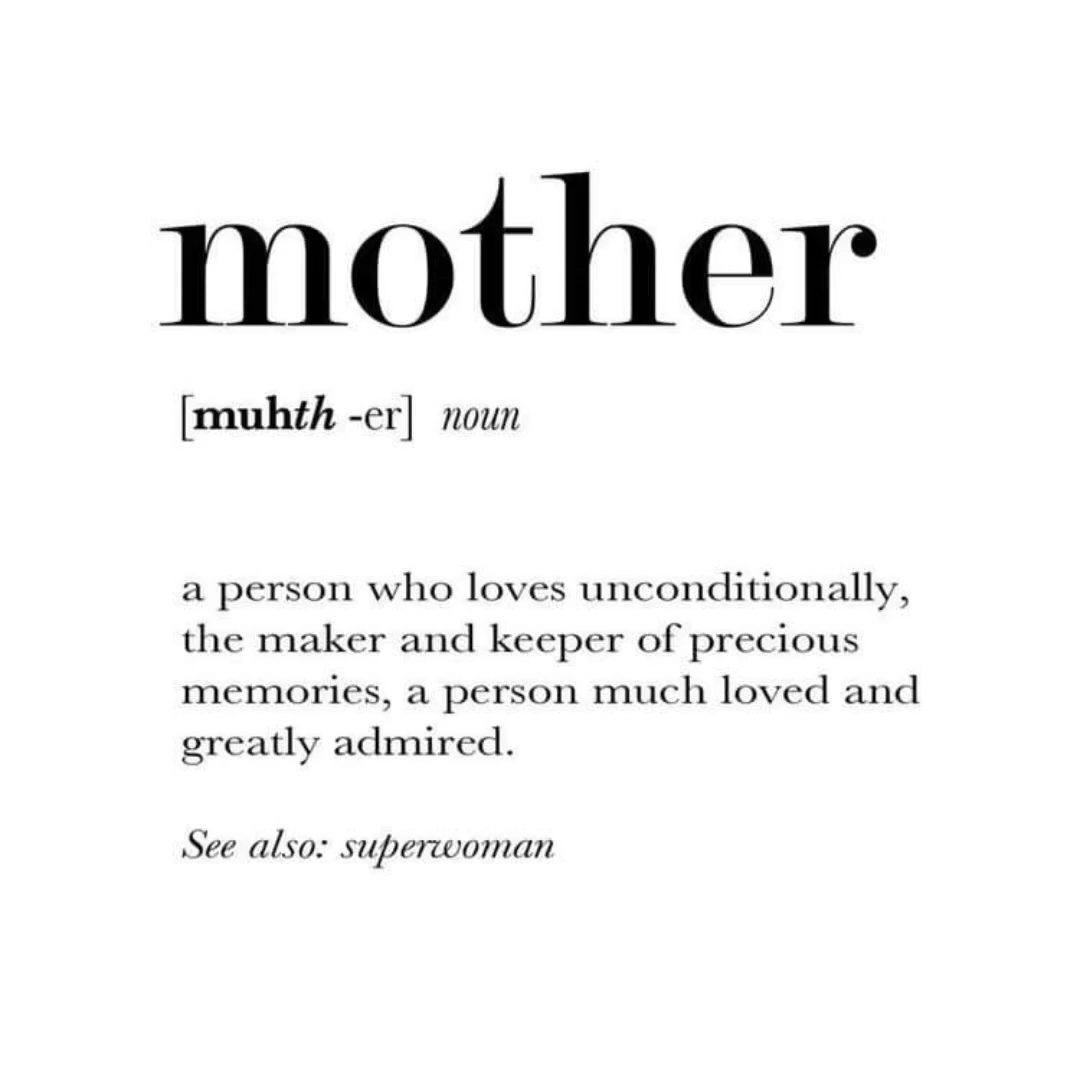 mother
[muhth -er] noun
a person who loves unconditionally,
the maker and keeper of precious
memories, a person much loved and
greatly admired.
See also: superwoman